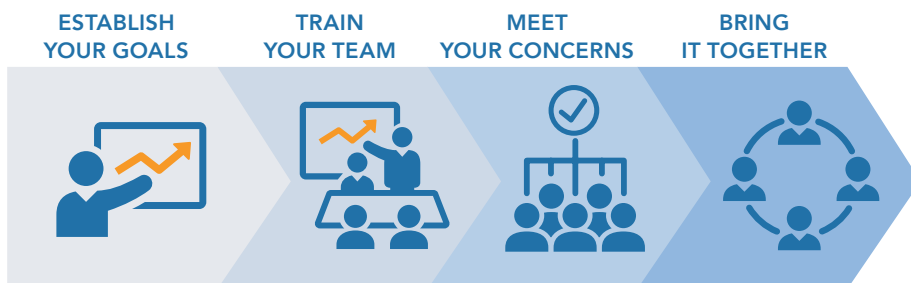 ESTABLISH
YOUR GOALS
TRAIN
YOUR TEAM
MEET
YOUR CONCERNS
BRING
IT TOGETHER